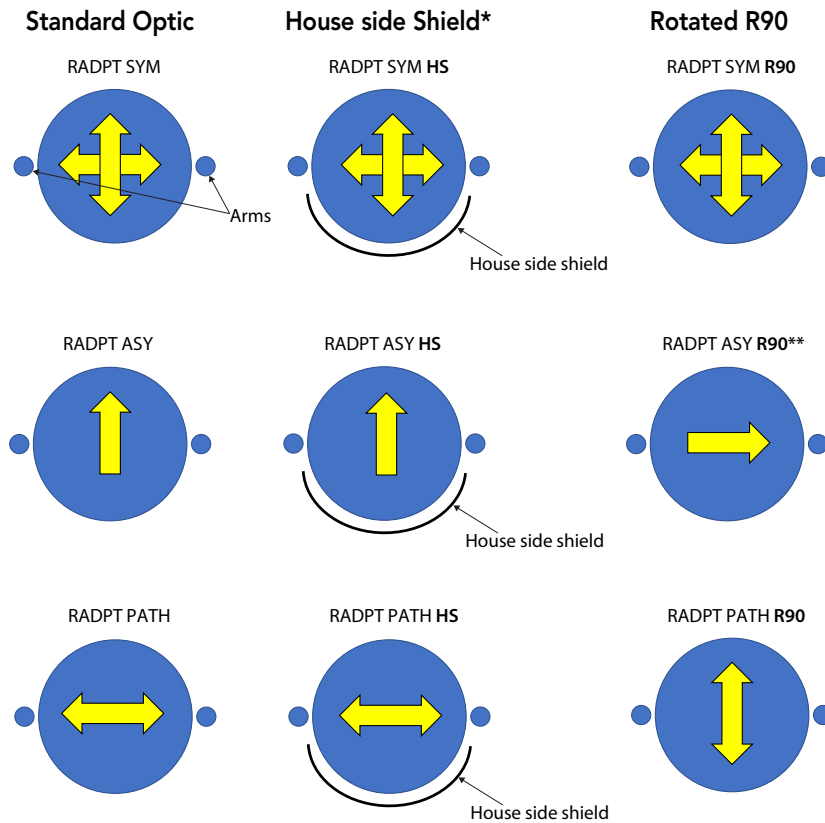 Standard Optic
House side Shield*
Rotated R90
RADPT SYM
RADPT SYM HS
RADPT SYM R90
Arms
House side shield
RADPT ASY
RADPT ASY HS
RADPT ASY R90**
House side shield
RADPT PATH
RADPT PATH HS
RADPT PATH R90
House side shield